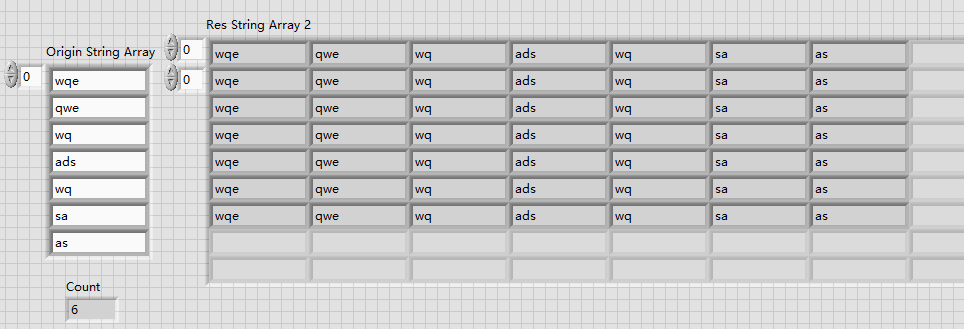 Res String Array 2
Origin String Array
0
0
0
wqe
qwe
wq
ads
wq
sa
as
wqe qwe wq ads wq sa as
wqe qwe wq ads wq sa as
wqe qwe wq ads wq sa as
wqe qwe wq ads wq sa as
wqe qwe wq ads wq sa as
wqe qwe wq ads wq sa as
wqe qwe wq ads wq sa as
Count
6